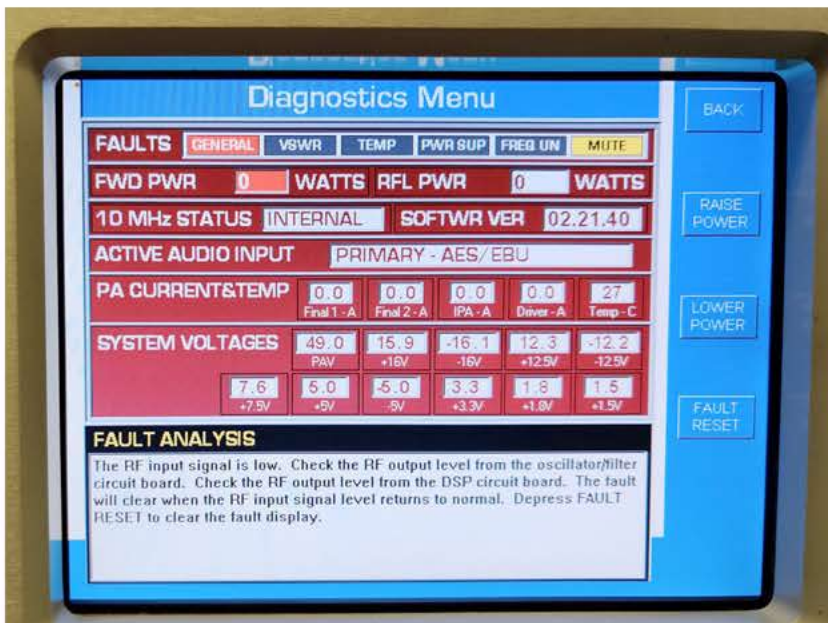 Diagnostics Menu
BACK
FAULTS GENERAL VSWR TEMP PWR SUP FREQ UN MUTE
FWD PWR 0 WATTS RFL PWR 0 WATTS
RAISE
POWER
10 MHz STATUS INTERNAL SOFTWR VER 02.21.40
ACTIVE AUDIO INPUT PRIMARY - AES/EBU
PA CURRENT&TEMP 0.0 0.0 0.0 0.0 27
Final 1 - A Final 2 - A IPA - A Driver - A Temp - C
LOWER
POWER
SYSTEM VOLTAGES 49.0 15.9 -16.1 12.3 -12.2
PAV +16V -16V +12.5V -12.5V
7.6 5.0 -5.0 3.3 1.8 1.5
+7.5V +5V -5V +3.3V +1.8V +1.5V
FAULT
RESET
FAULT ANALYSIS
The RF input signal is low. Check the RF output level from the oscillator/filter
circuit board. Check the RF output level from the DSP circuit board. The fault
will clear when the RF input signal level returns to normal. Depress FAULT
RESET to clear the fault display.